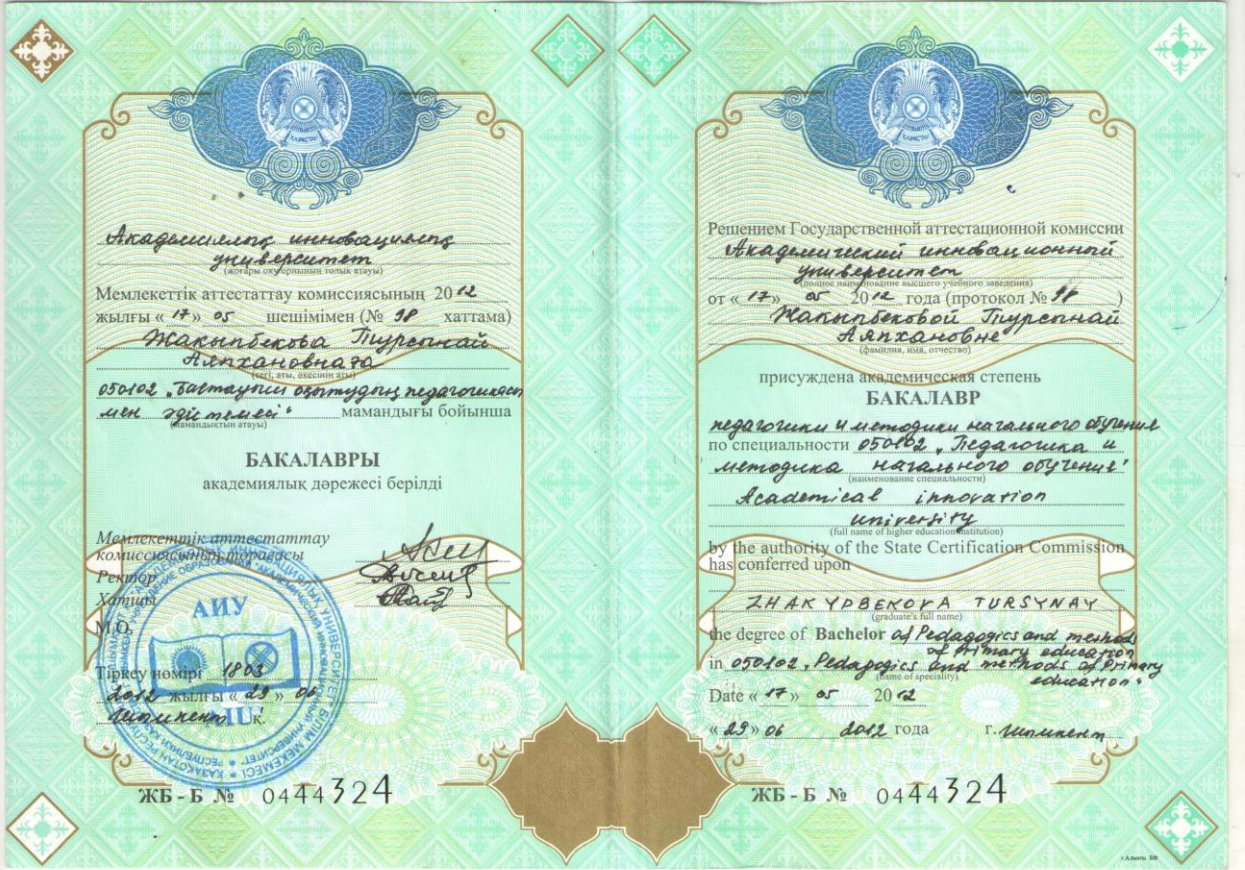 Академиялық инновациялық
университет
(жоғары оқу орнының толық атауы)
Мемлекеттік аттестаттау комиссиясының 2012
жылғы « 17 » 05 шешімімен (№ 98 хаттама)
Жакыпбекова Турсынай
Аяпхановнаға
(тегі, аты, әкесінің аты)
050102 „Бастауыш оқытудың педагогикасы
мен әдістемесі“ мамандығы бойынша
(мамандықтың атауы)
БАКАЛАВРЫ
академиялық дәрежесі берілді
Мемлекеттік аттестаттау
комиссиясының төрағасы
Ректор
Хатшы
М.О.
АИУ
Тіркеу нөмірі 1803
2012 жылғы « 29 » 06
Шымкент қ.
ЖБ - Б № 0444324
Решением Государственной аттестационной комиссии
Академический инновационный
университет
(полное наименование высшего учебного заведения)
от « 17 » 05 2012 года (протокол № 98 )
Жакыпбековой Турсынай
Аяпхановне
(фамилия, имя, отчество)
присуждена академическая степень
БАКАЛАВР
педагогики и методики начального обучения
по специальности 050102 „Педагогика и
методика начального обучения“
(наименование специальности)
Academical innovation
university
(full name of higher education institution)
by the authority of the State Certification Commission
has conferred upon
ZHAKYPBEKOVA TURSYNAY
(graduate's full name)
the degree of Bachelor of Pedagogics and methods
of Primary education
in 050102 „Pedagogics and methods of Primary
education“
(name of speciality)
Date « 17 » 05 2012
« 29 » 06 2012 года г. Шымкент
ЖБ - Б № 0444324